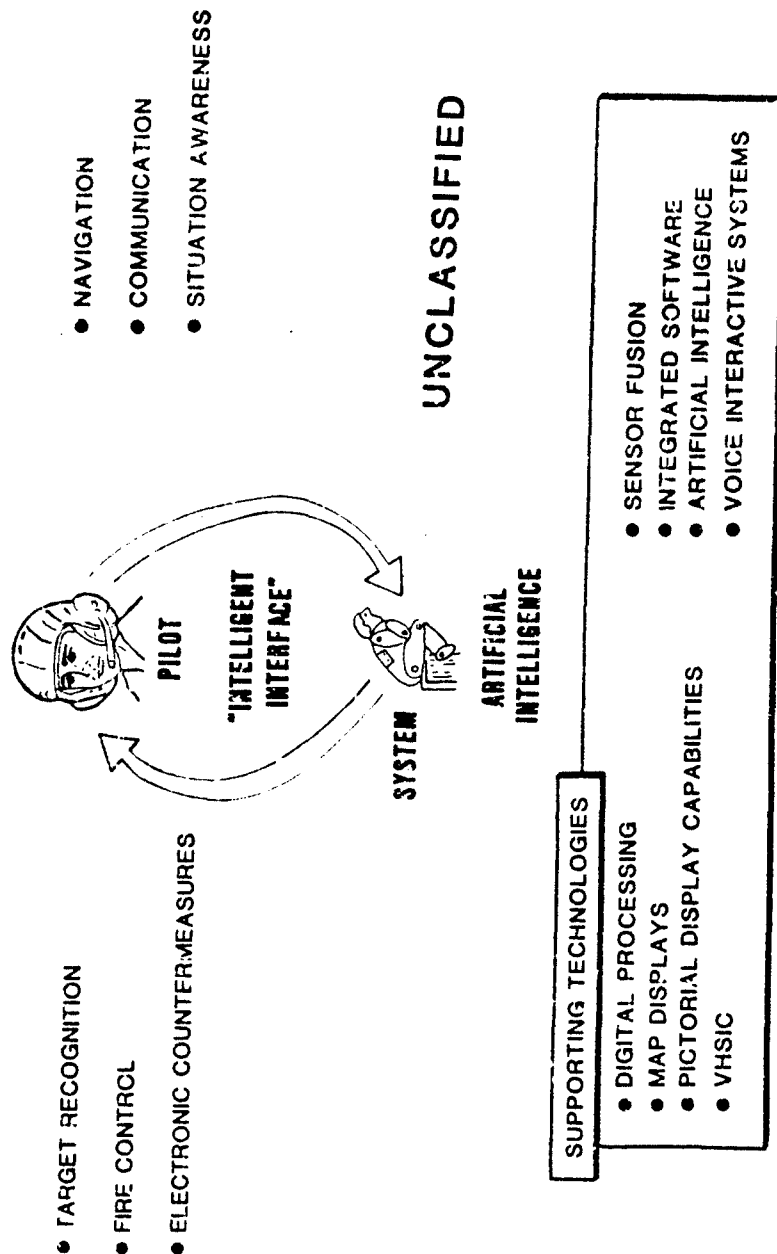 ● TARGET RECOGNITION
● FIRE CONTROL
● ELECTRONIC COUNTERMEASURES
PILOT
"INTELLIGENT
INTERFACE"
SYSTEM
ARTIFICIAL
INTELLIGENCE
● NAVIGATION
● COMMUNICATION
● SITUATION AWARENESS
UNCLASSIFIED
SUPPORTING TECHNOLOGIES
● DIGITAL PROCESSING
● MAP DISPLAYS
● PICTORIAL DISPLAY CAPABILITIES
● VHSIC
● SENSOR FUSION
● INTEGRATED SOFTWARE
● ARTIFICIAL INTELLIGENCE
● VOICE INTERACTIVE SYSTEMS